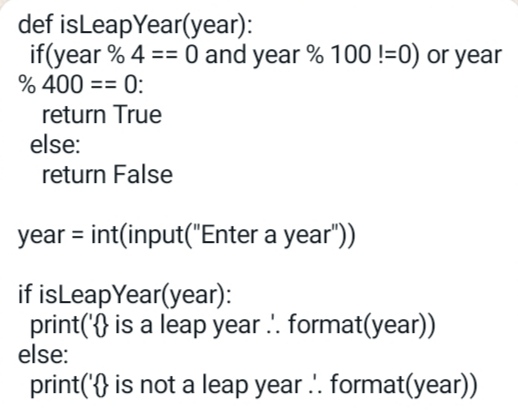 def isLeapYear(year):
if(year % 4 == 0 and year % 100 !=0) or year
% 400 == 0:
return True
else:
return False
year = int(input("Enter a year"))
if isLeapYear(year):
print('{} is a leap year .'. format(year))
else:
print('{} is not a leap year .'. format(year))